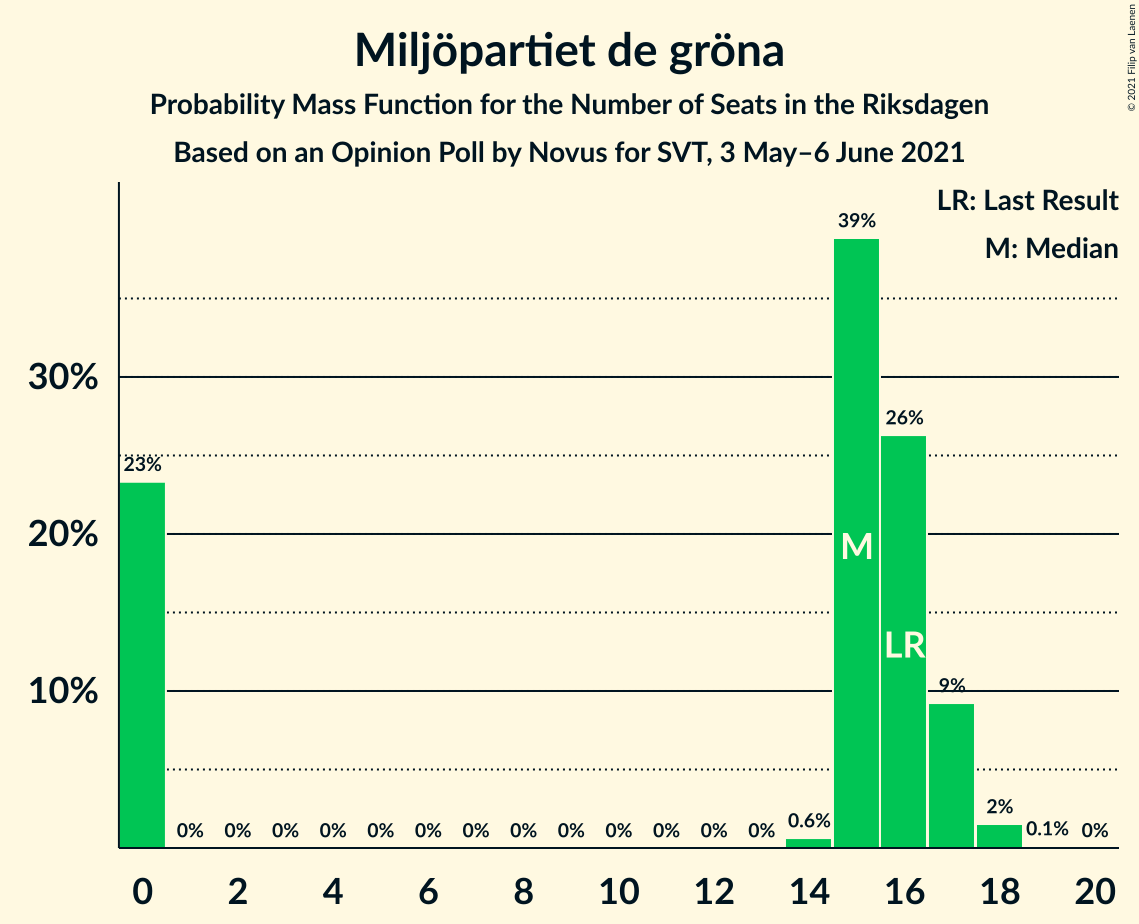 Miljöpartiet de gröna
Probability Mass Function for the Number of Seats in the Riksdagen
Based on an Opinion Poll by Novus for SVT, 3 May–6 June 2021
© 2021 Filip van Laenen
LR: Last Result
M: Median
30%
20%
10%
23%
0%
0%
0%
0%
0%
0%
0%
0%
0%
0%
0%
0%
0%
0.6%
39%
26%
9%
2%
0.1%
0%
M
LR
0 2 4 6 8 10 12 14 16 18 20